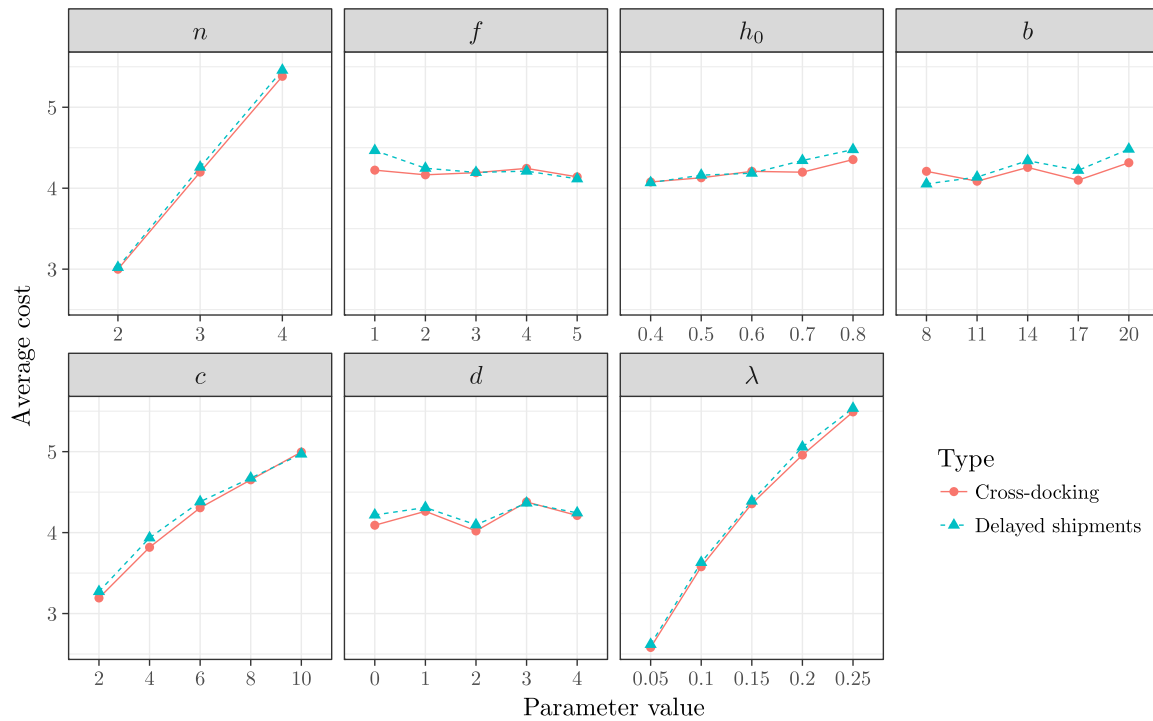 n f h₀ b
5
4
3
2 3 4 1 2 3 4 5 0.4 0.5 0.6 0.7 0.8 8 11 14 17 20
Average cost
c d λ
5
4
3
2 4 6 8 10 0 1 2 3 4 0.05 0.1 0.15 0.2 0.25
Parameter value
Type
Cross-docking
Delayed shipments